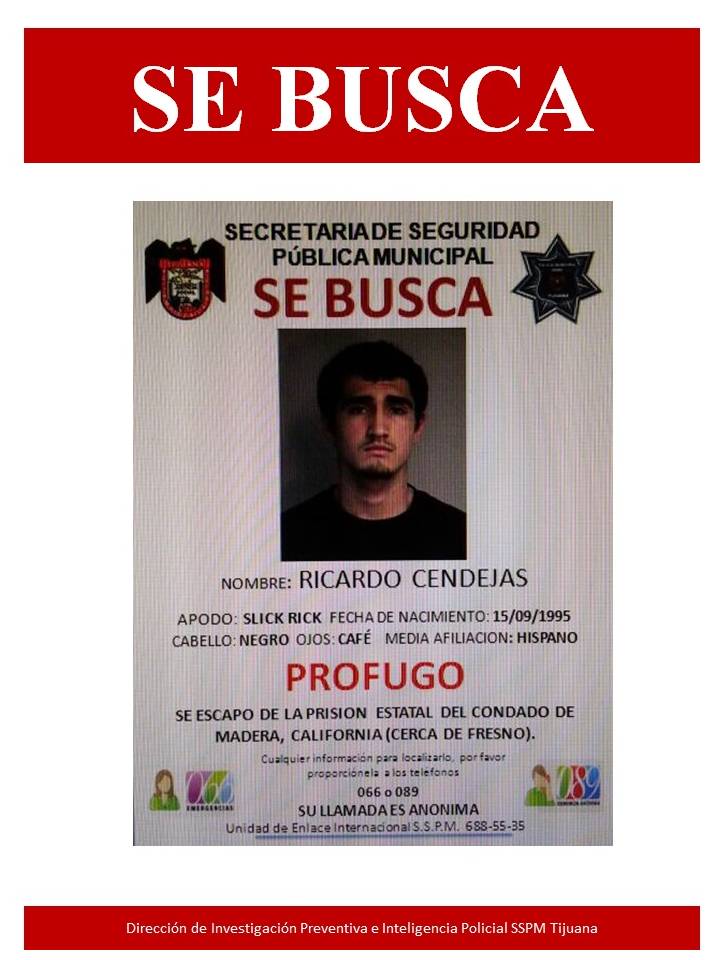 SE BUSCA
SECRETARIA DE SEGURIDAD
PÚBLICA MUNICIPAL
SE BUSCA
NOMBRE: RICARDO CENDEJAS
APODO: SLICK RICK FECHA DE NACIMIENTO: 15/09/1995
CABELLO: NEGRO OJOS: CAFÉ MEDIA AFILIACION: HISPANO
PROFUGO
SE ESCAPO DE LA PRISION ESTATAL DEL CONDADO DE
MADERA, CALIFORNIA (CERCA DE FRESNO).
Cualquier información para localizarlo, por favor
proporciónela a los teléfonos
066 o 089
066
EMERGENCIAS
089
DENUNCIA ANONIMA
SU LLAMADA ES ANONIMA
Unidad de Enlace Internacional S.S.P.M. 688-55-35
Dirección de Investigación Preventiva e Inteligencia Policial SSPM Tijuana